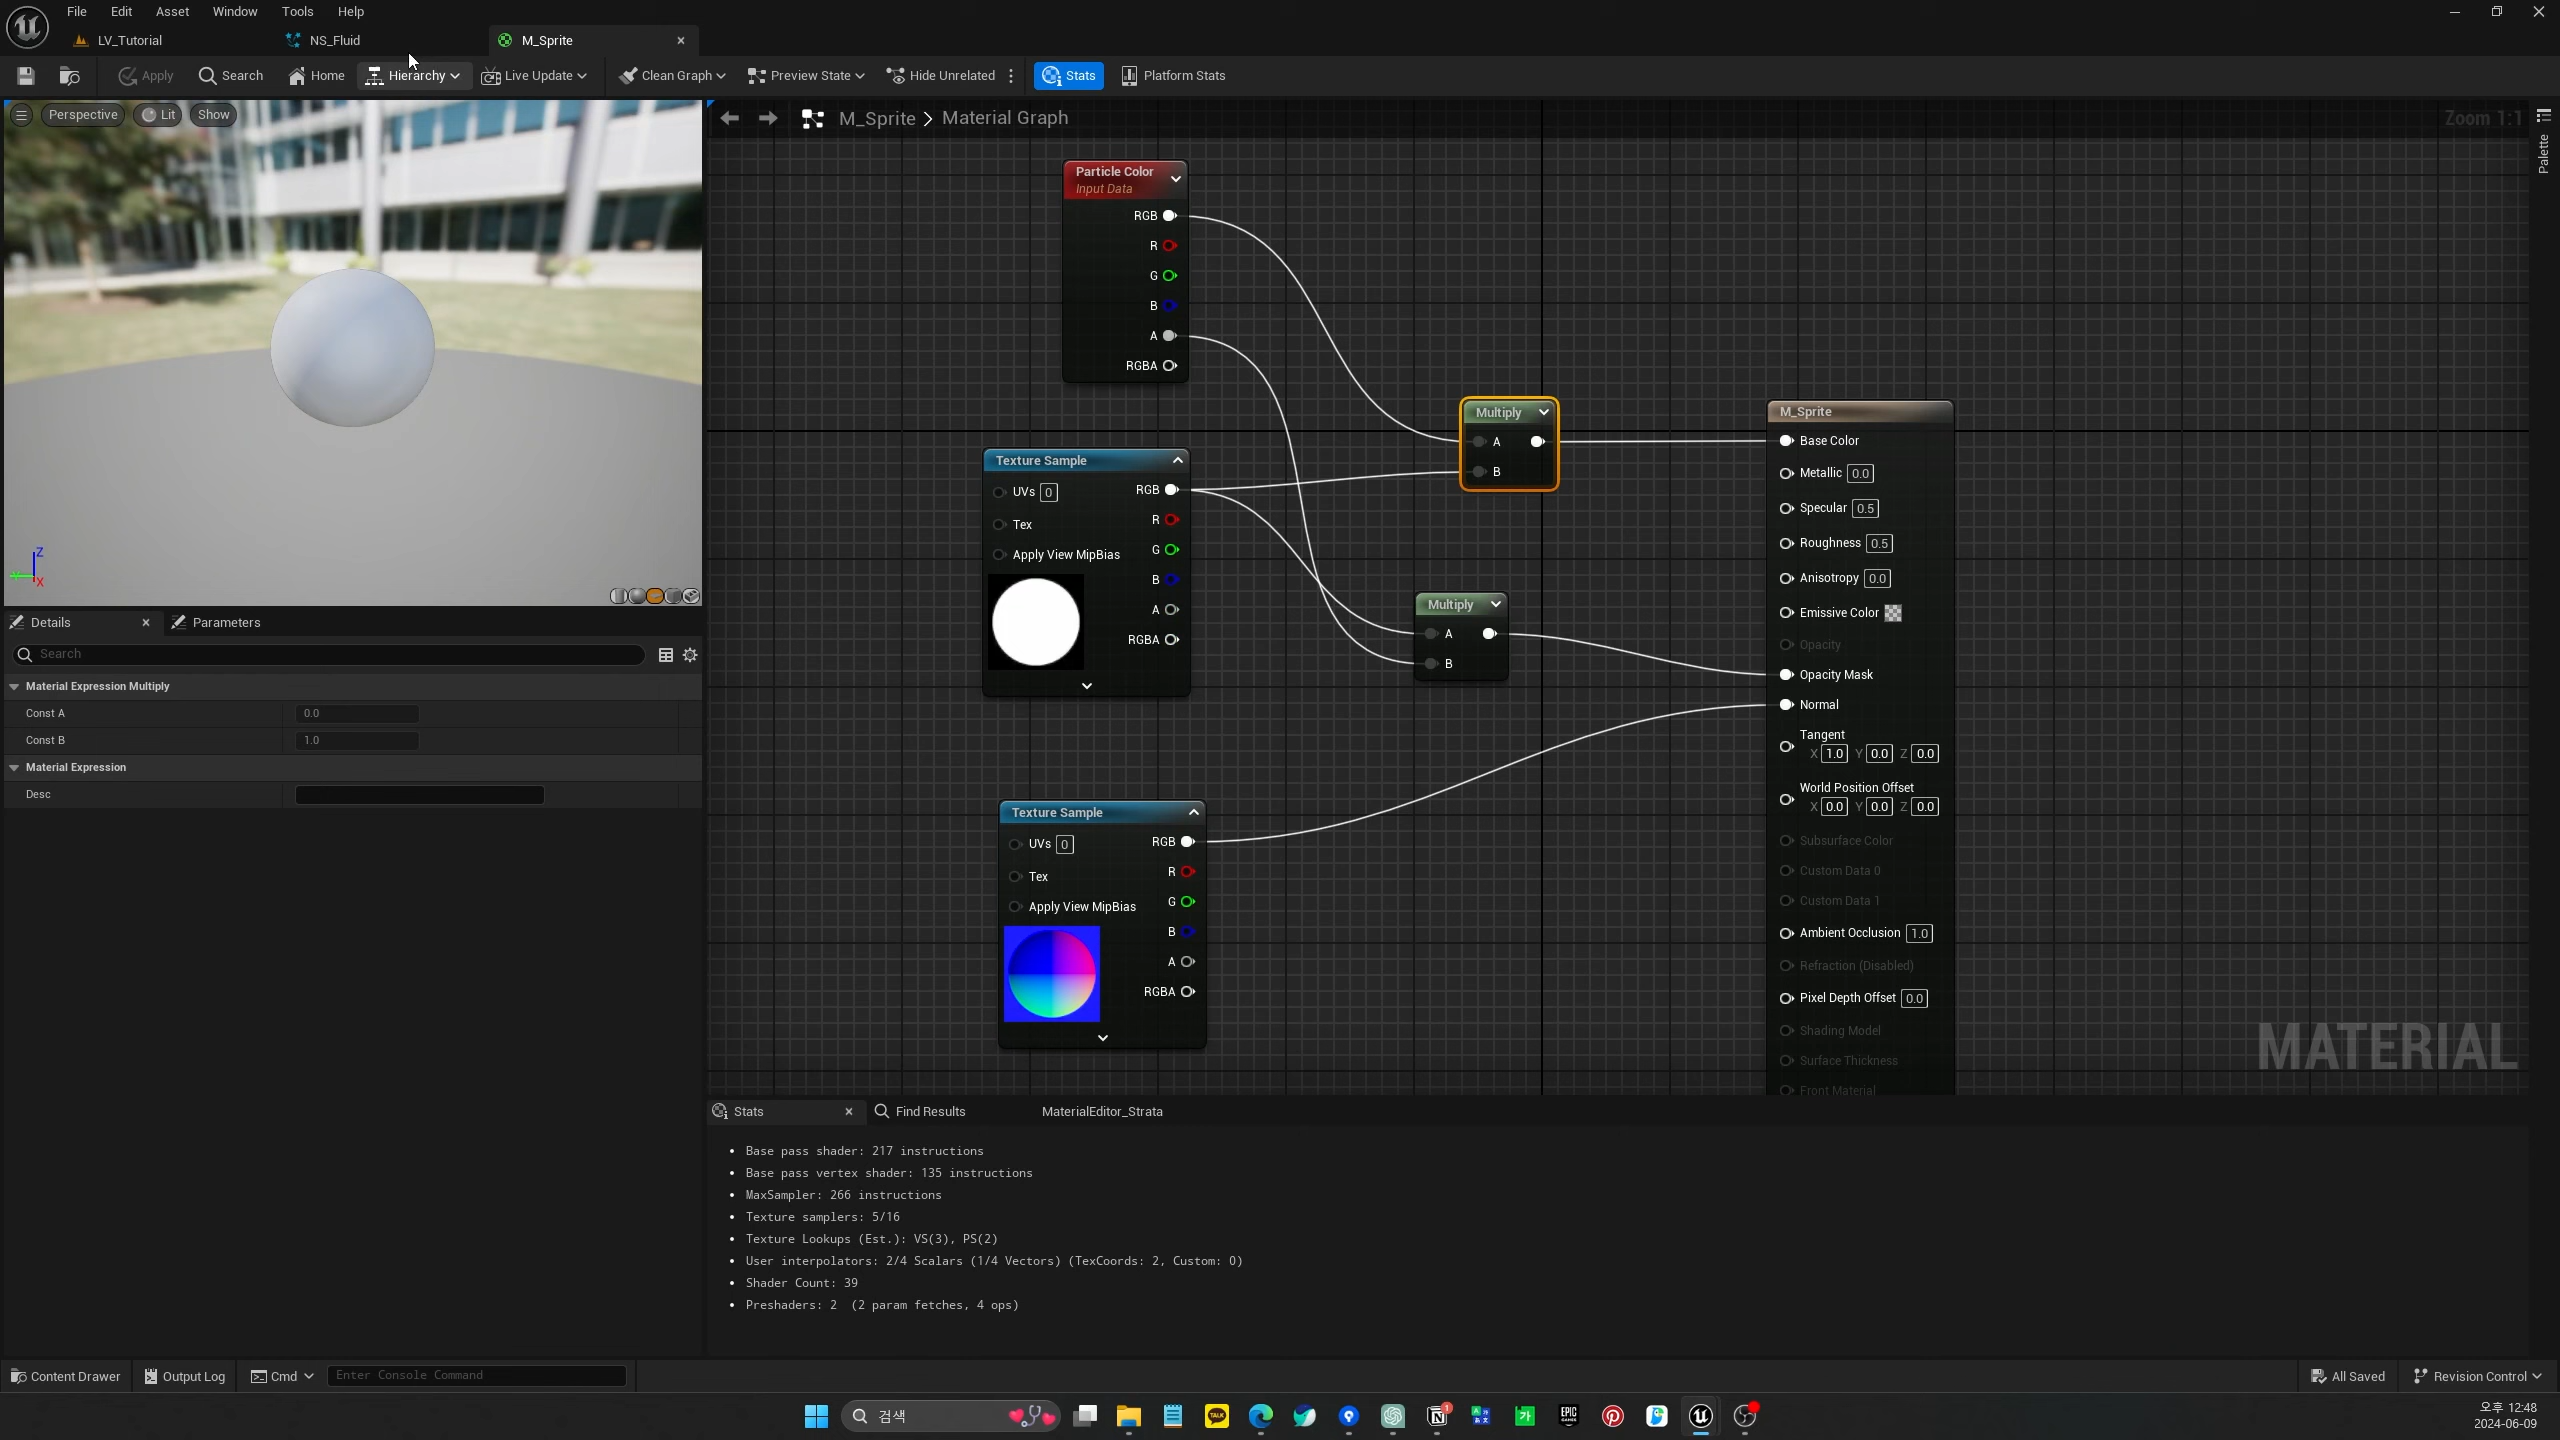 File Edit Asset Window Tools Help
LV_Tutorial NS_Fluid M_Sprite
Apply Search Home Hierarchy Live Update Clean Graph Preview State Hide Unrelated Stats Platform Stats
Perspective Lit Show
M_Sprite > Material Graph
Zoom 1:1
Palette
Particle Color
Input Data
RGB
R
G
B
A
RGBA
Texture Sample
UVs 0 RGB
Tex R
Apply View MipBias G
B
A
RGBA
Texture Sample
UVs 0 RGB
Tex R
Apply View MipBias G
B
A
RGBA
Multiply
A
B
Multiply
A
B
M_Sprite
Base Color
Metallic 0.0
Specular 0.5
Roughness 0.5
Anisotropy 0.0
Emissive Color
Opacity
Opacity Mask
Normal
Tangent
X 1.0 Y 0.0 Z 0.0
World Position Offset
X 0.0 Y 0.0 Z 0.0
Subsurface Color
Custom Data 0
Custom Data 1
Ambient Occlusion 1.0
Refraction (Disabled)
Pixel Depth Offset 0.0
Shading Model
Surface Thickness
Front Material
MATERIAL
Z
X
Details Parameters
Search
Material Expression Multiply
Const A 0.0
Const B 1.0
Material Expression
Desc
Stats Find Results MaterialEditor_Strata
• Base pass shader: 217 instructions
• Base pass vertex shader: 135 instructions
• MaxSampler: 266 instructions
• Texture samplers: 5/16
• Texture Lookups (Est.): VS(3), PS(2)
• User interpolators: 2/4 Scalars (1/4 Vectors) (TexCoords: 2, Custom: 0)
• Shader Count: 39
• Preshaders: 2 (2 param fetches, 4 ops)
Content Drawer Output Log Cmd Enter Console Command All Saved Revision Control
검색
TALK
1
가
EPIC
GAMES
오후 12:48
2024-06-09